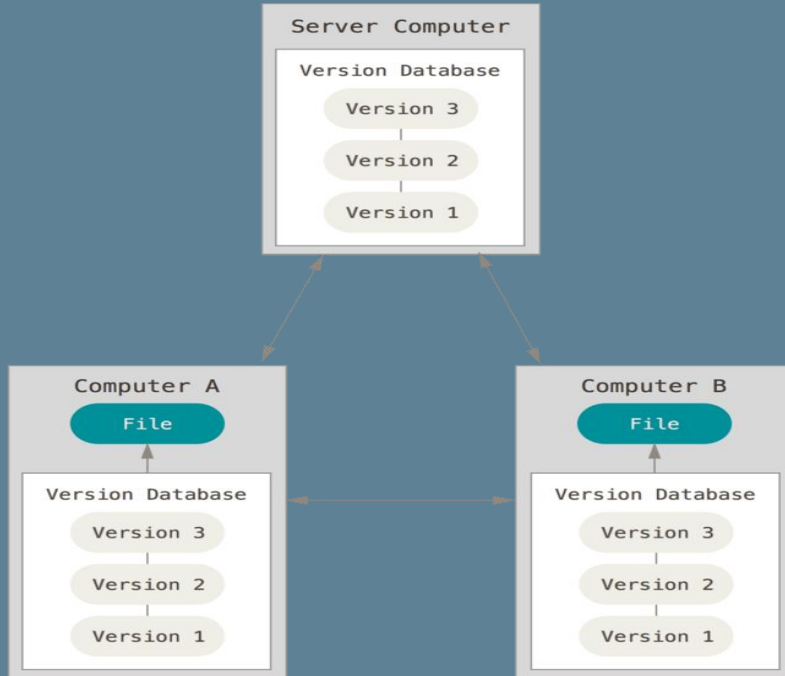 Server Computer
Version Database
Version 3
Version 2
Version 1
Computer A
File
Version Database
Version 3
Version 2
Version 1
Computer B
File
Version Database
Version 3
Version 2
Version 1